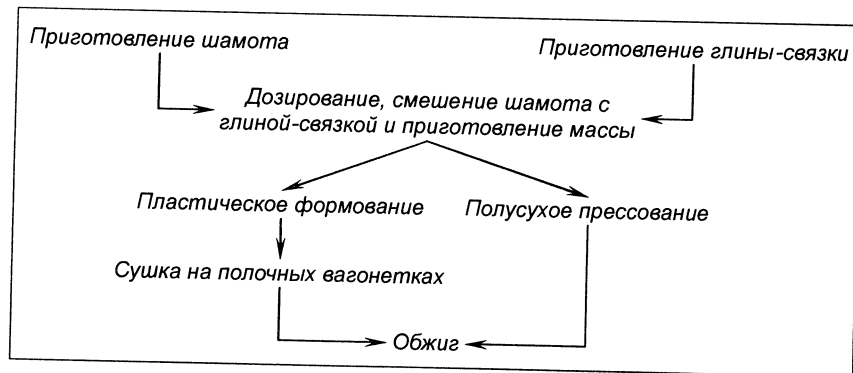 Приготовление шамота
Приготовление глины-связки
Дозирование, смешение шамота с
глиной-связкой и приготовление массы
Пластическое формование
Полусухое прессование
Сушка на полочных вагонетках
Обжиг